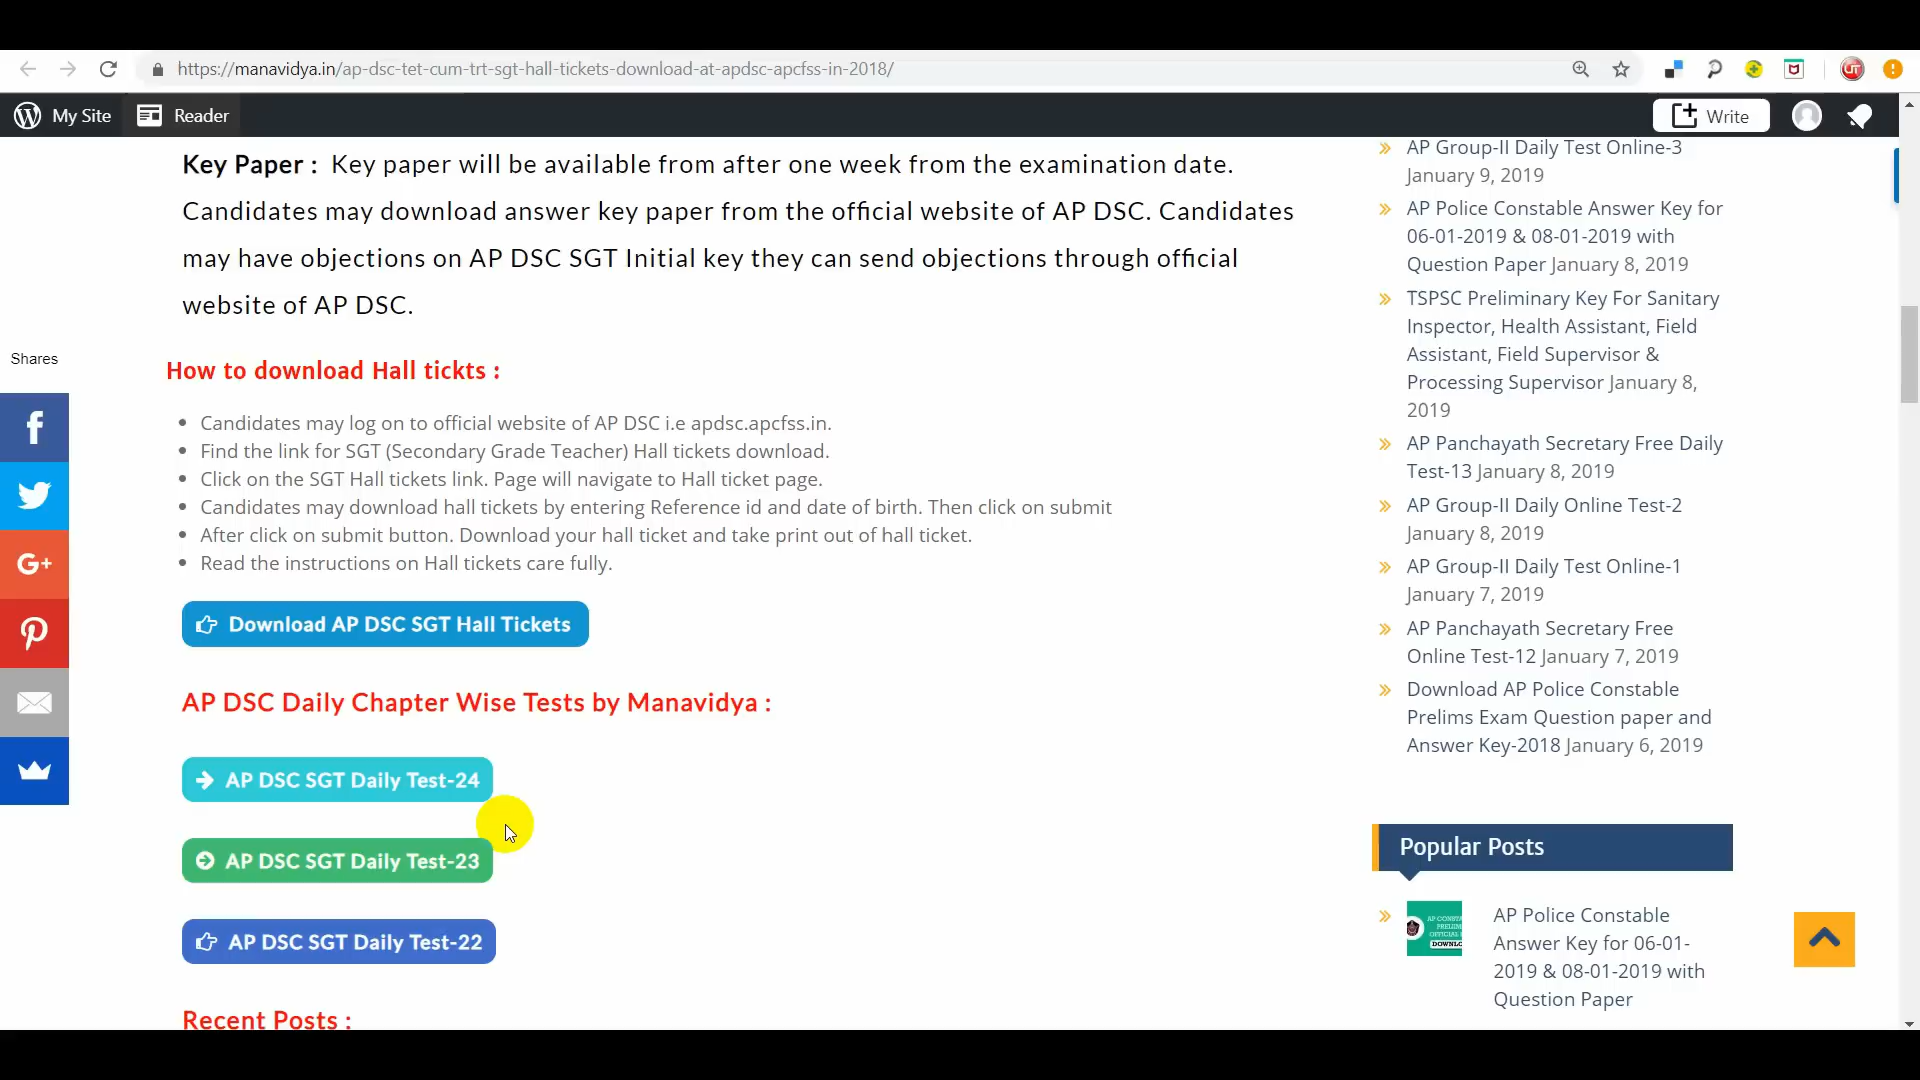 https://manavidya.in/ap-dsc-tet-cum-trt-sgt-hall-tickets-download-at-apdsc-apcfss-in-2018/
My Site
Reader
Write
Key Paper : Key paper will be available from after one week from the examination date.
Candidates may download answer key paper from the official website of AP DSC. Candidates
may have objections on AP DSC SGT Initial key they can send objections through official
website of AP DSC.
Shares
How to download Hall tickts :
Candidates may log on to official website of AP DSC i.e apdsc.apcfss.in.
Find the link for SGT (Secondary Grade Teacher) Hall tickets download.
Click on the SGT Hall tickets link. Page will navigate to Hall ticket page.
Candidates may download hall tickets by entering Reference id and date of birth. Then click on submit
After click on submit button. Download your hall ticket and take print out of hall ticket.
Read the instructions on Hall tickets care fully.
Download AP DSC SGT Hall Tickets
AP DSC Daily Chapter Wise Tests by Manavidya :
AP DSC SGT Daily Test-24
AP DSC SGT Daily Test-23
AP DSC SGT Daily Test-22
Recent Posts :
AP Group-II Daily Test Online-3
January 9, 2019
AP Police Constable Answer Key for
06-01-2019 & 08-01-2019 with
Question Paper January 8, 2019
TSPSC Preliminary Key For Sanitary
Inspector, Health Assistant, Field
Assistant, Field Supervisor &
Processing Supervisor January 8,
2019
AP Panchayath Secretary Free Daily
Test-13 January 8, 2019
AP Group-II Daily Online Test-2
January 8, 2019
AP Group-II Daily Test Online-1
January 7, 2019
AP Panchayath Secretary Free
Online Test-12 January 7, 2019
Download AP Police Constable
Prelims Exam Question paper and
Answer Key-2018 January 6, 2019
Popular Posts
AP Police Constable
Answer Key for 06-01-
2019 & 08-01-2019 with
Question Paper